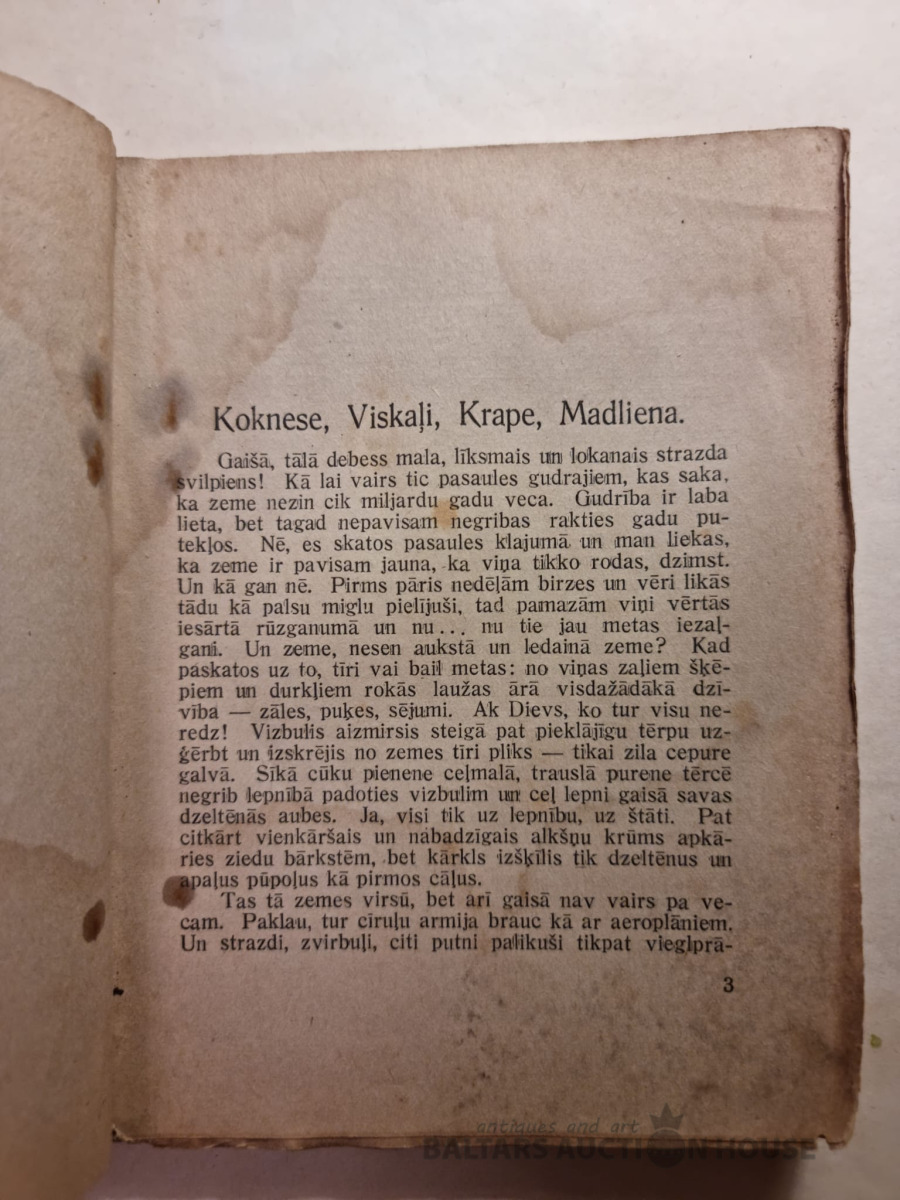 Koknese, Viskaļi, Krape, Madliena.
Gaišā, tālā debess mala, līksmais un lokanais strazda
svilpiens! Kā lai vairs tic pasaules gudrajiem, kas saka,
ka zeme nezin cik miljardu gadu veca. Gudrība ir laba
lieta, bet tagad nepavisam negribas rakties gadu pu-
tekļos. Nē, es skatos pasaules klajumā un man liekas,
ka zeme ir pavisam jauna, ka viņa tikko rodas, dzimst.
Un kā gan nē. Pirms pāris nedēļām birzes un vēri likās
tādu kā palsu miglu pielījuši, tad pamazām viņi vērtās
iesārtā rūzganumā un nu... nu tie jau metas iezaļ-
gani. Un zeme, nesen aukstā un ledainā zeme? Kad
paskatos uz to, tīri vai bail metas: no viņas zaļiem šķē-
piem un durkļiem rokās laužas ārā visdažādākā dzī-
vība — zāles, puķes, sējumi. Ak Dievs, ko tur visu ne-
redz! Vizbulis aizmirsis steigā pat pieklājīgu tērpu uz-
ģērbt un izskrējis no zemes tīri pliks — tikai zila cepure
galvā. Sīkā cūku pienene ceļmalā, trauslā purene tērcē
negrib lepnībā padoties vizbulim un ceļ lepni gaisā savas
dzeltēnās aubes. Ja, visi tik uz lepnību, uz štāti. Pat
citkārt vienkāršais un nabadzīgais alkšņu krūms apkā-
ries ziedu bārkstēm, bet kārkls izšķīlis tik dzeltēnus un
apaļus pūpoļus kā pirmos cāļus.
Tas tā zemes virsū, bet arī gaisā nav vairs pa ve-
cam. Paklau, tur cīruļu armija brauc kā ar aeroplāniem.
Un strazdi, zvirbuļi, citi putni palikuši tikpat vieglprā-
3
antiques and art
BALTARS AUCTION HOUSE